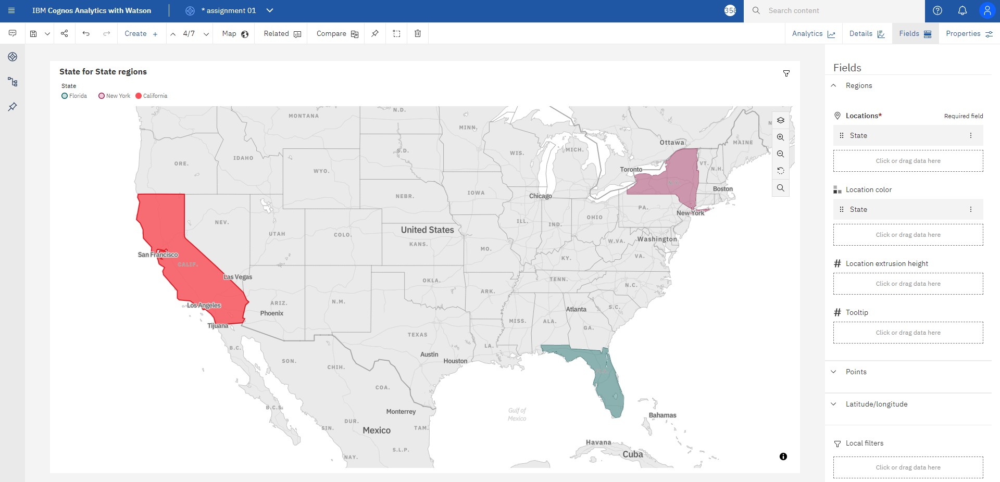 IBM Cognos Analytics with Watson
* assignment 01
Search content
Create +
4/7
Map
Related
Compare
Analytics
Details
Fields
Properties
State for State regions
State
Florida
New York
California
MONTANA
N.D.
MINN.
Ottawa
MAINE
ORE.
IDAHO
WYO.
S.D.
WIS.
MICH.
Toronto
VT.
N.H.
N.Y.
Boston
NEBR.
IOWA
Chicago
PA.
New York
NEV.
UTAH
COLO.
United States
KANS.
MO.
ILL.
IND.
OHIO
W.VA.
Washington
VA.
KY.
San Francisco
CALIF.
Las Vegas
Los Angeles
Tijuana
ARIZ.
Phoenix
N.M.
OKLA.
ARK.
TENN.
N.C.
S.C.
Atlanta
MISS.
ALA.
GA.
TEXAS
LA.
Austin
Houston
B.C.
SON.
CHIH.
COA.
B.C.S.
Monterrey
DUR.
SIN.
Mexico
TAM.
S.L.P.
NAY.
Gulf of
Mexico
Bahamas
Havana
Cuba
Fields
Regions
Locations*
Required field
State
Click or drag data here
Location color
State
Click or drag data here
Location extrusion height
Click or drag data here
Tooltip
Click or drag data here
Points
Latitude/longitude
Local filters
Click or drag data here